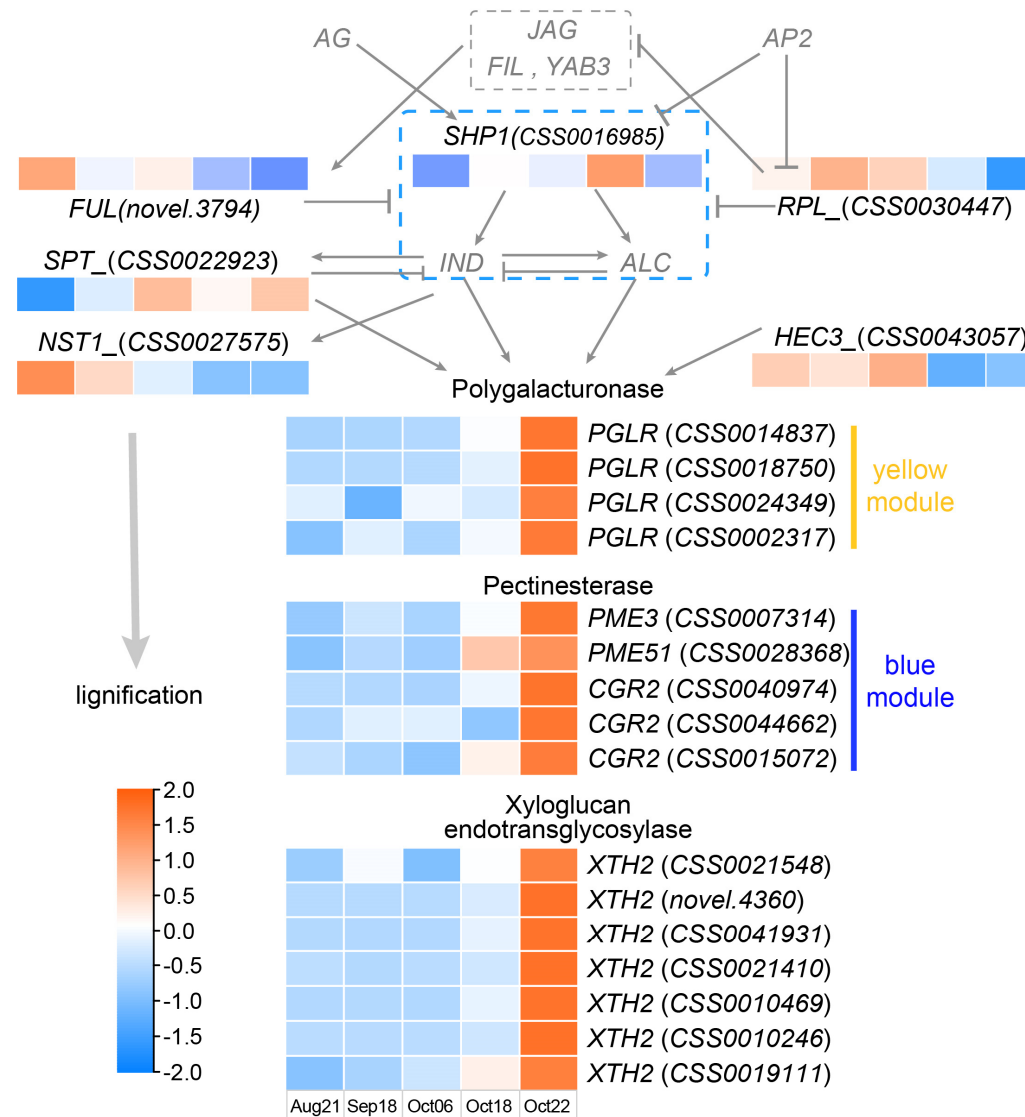 AG
JAG
AP2
FIL , YAB3
SHP1(CSS0016985)
FUL(novel.3794)
RPL_(CSS0030447)
SPT_(CSS0022923)
IND
ALC
NST1_(CSS0027575)
HEC3_(CSS0043057)
Polygalacturonase
PGLR (CSS0014837)
PGLR (CSS0018750)
PGLR (CSS0024349)
PGLR (CSS0002317)
yellow
module
Pectinesterase
PME3 (CSS0007314)
PME51 (CSS0028368)
CGR2 (CSS0040974)
CGR2 (CSS0044662)
CGR2 (CSS0015072)
blue
module
lignification
Xyloglucan
endotransglycosylase
XTH2 (CSS0021548)
XTH2 (novel.4360)
XTH2 (CSS0041931)
XTH2 (CSS0021410)
XTH2 (CSS0010469)
XTH2 (CSS0010246)
XTH2 (CSS0019111)
2.0
1.5
1.0
0.5
0.0
-0.5
-1.0
-1.5
-2.0
Aug21 Sep18 Oct06 Oct18 Oct22